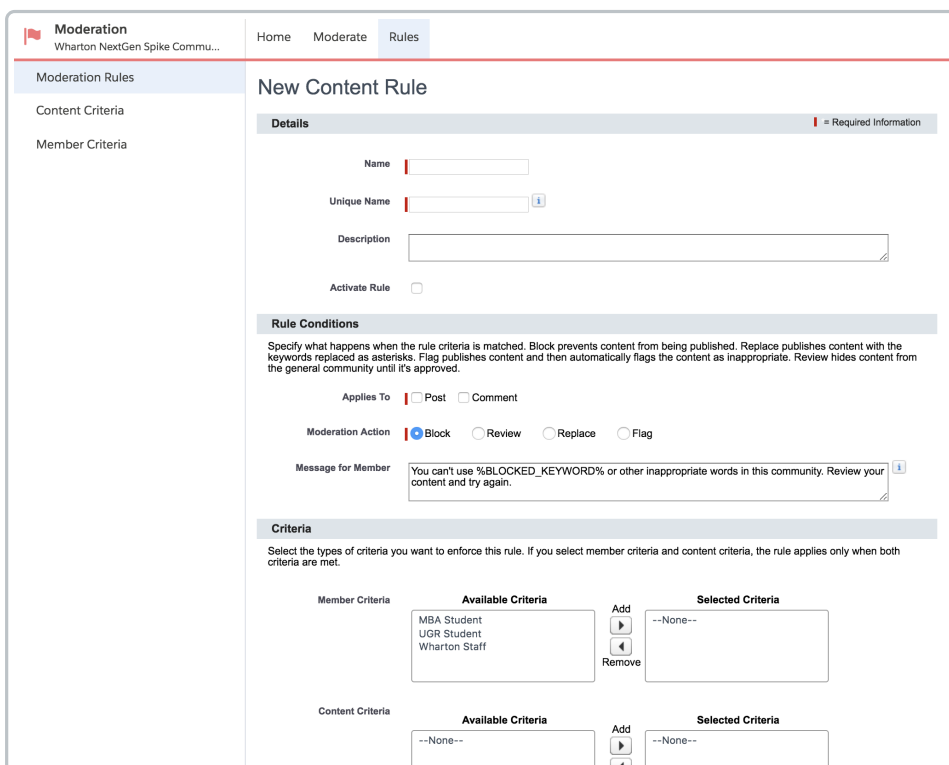 Moderation
Wharton NextGen Spike Commu...
Home Moderate Rules
Moderation Rules
Content Criteria
Member Criteria
New Content Rule
Details
= Required Information
Name
Unique Name
i
Description
Activate Rule
Rule Conditions
Specify what happens when the rule criteria is matched. Block prevents content from being published. Replace publishes content with the
keywords replaced as asterisks. Flag publishes content and then automatically flags the content as inappropriate. Review hides content from
the general community until it's approved.
Applies To Post Comment
Moderation Action Block Review Replace Flag
Message for Member
You can't use %BLOCKED_KEYWORD% or other inappropriate words in this community. Review your
content and try again.
i
Criteria
Select the types of criteria you want to enforce this rule. If you select member criteria and content criteria, the rule applies only when both
criteria are met.
Member Criteria
Available Criteria
MBA Student
UGR Student
Wharton Staff
Add
Remove
Selected Criteria
--None--
Content Criteria
Available Criteria
--None--
Add
Selected Criteria
--None--